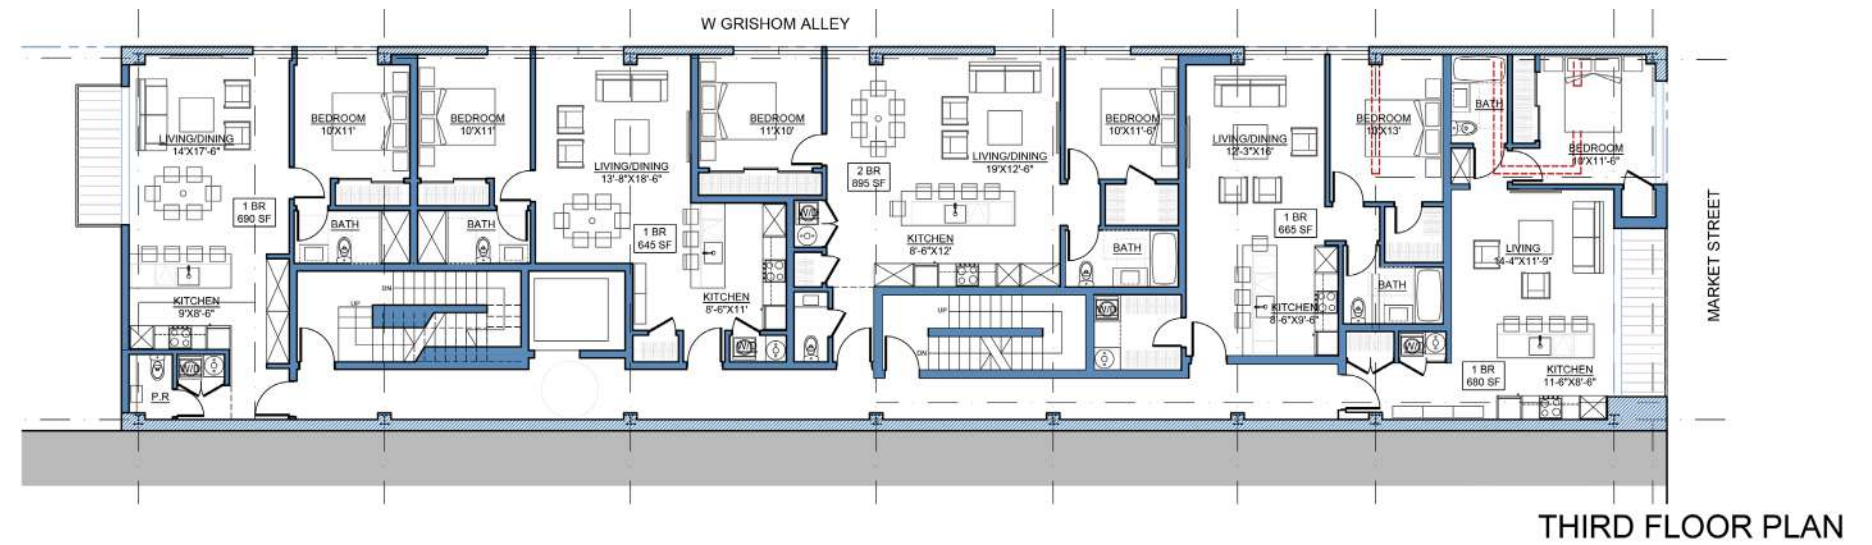 W GRISHOM ALLEY
LIVING/DINING
14'X17'-6"
1 BR
690 SF
KITCHEN
9'X8'-6"
P.R
W/D
BEDROOM
10'X11'
BATH
UP
DN
BEDROOM
10'X11'
BATH
LIVING/DINING
13'-8"X18'-6"
1 BR
645 SF
KITCHEN
8'-6"X11'
W/D
BEDROOM
11'X10'
W/D
2 BR
895 SF
LIVING/DINING
19'X12'-6"
KITCHEN
8'-6"X12'
BEDROOM
10'X11'-6"
BATH
UP
DN
W/D
LIVING/DINING
12'-3"X16'
1 BR
665 SF
KITCHEN
8'-6"X9'-6"
BEDROOM
10'X13'
BATH
W/D
BATH
BEDROOM
10'X11'-6"
LIVING
14'-4"X11'-9"
1 BR
680 SF
KITCHEN
11'-6"X8'-6"
MARKET STREET
THIRD FLOOR PLAN